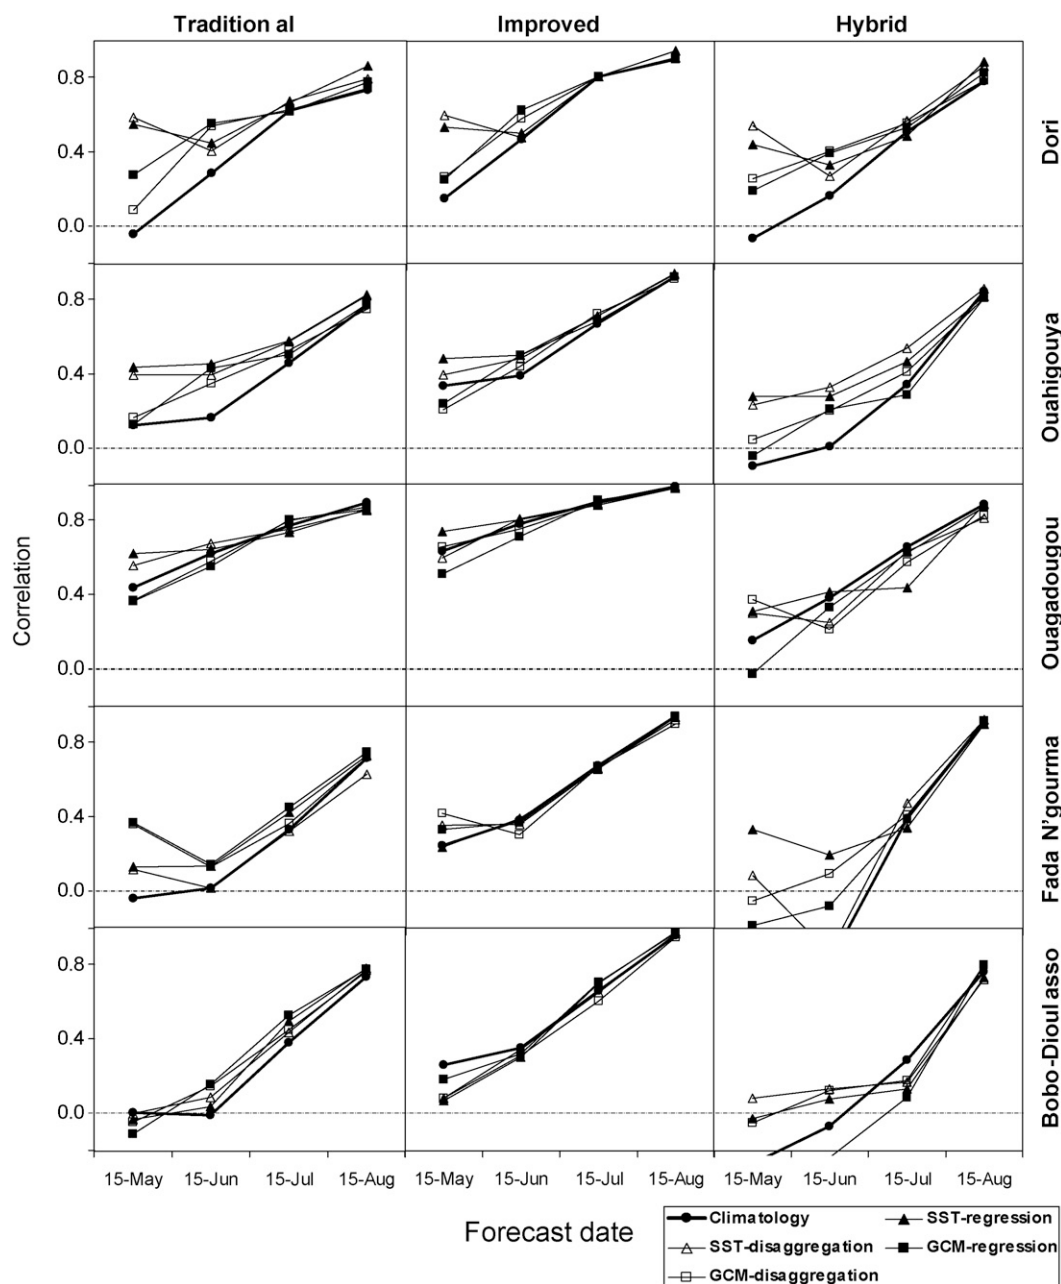 Tradition al Improved Hybrid
0.8
0.4
0.0
Dori
0.8
0.4
0.0
Ouahigouya
0.8
0.4
0.0
Ouagadougou
0.8
0.4
0.0
Fada N'gourma
0.8
0.4
0.0
Bobo-Dioul asso
Correlation
15-May 15-Jun 15-Jul 15-Aug 15-May 15-Jun 15-Jul 15-Aug 15-May 15-Jun 15-Jul 15-Aug
Forecast date
Climatology SST-regression
SST-disaggregation GCM-regression
GCM-disaggregation